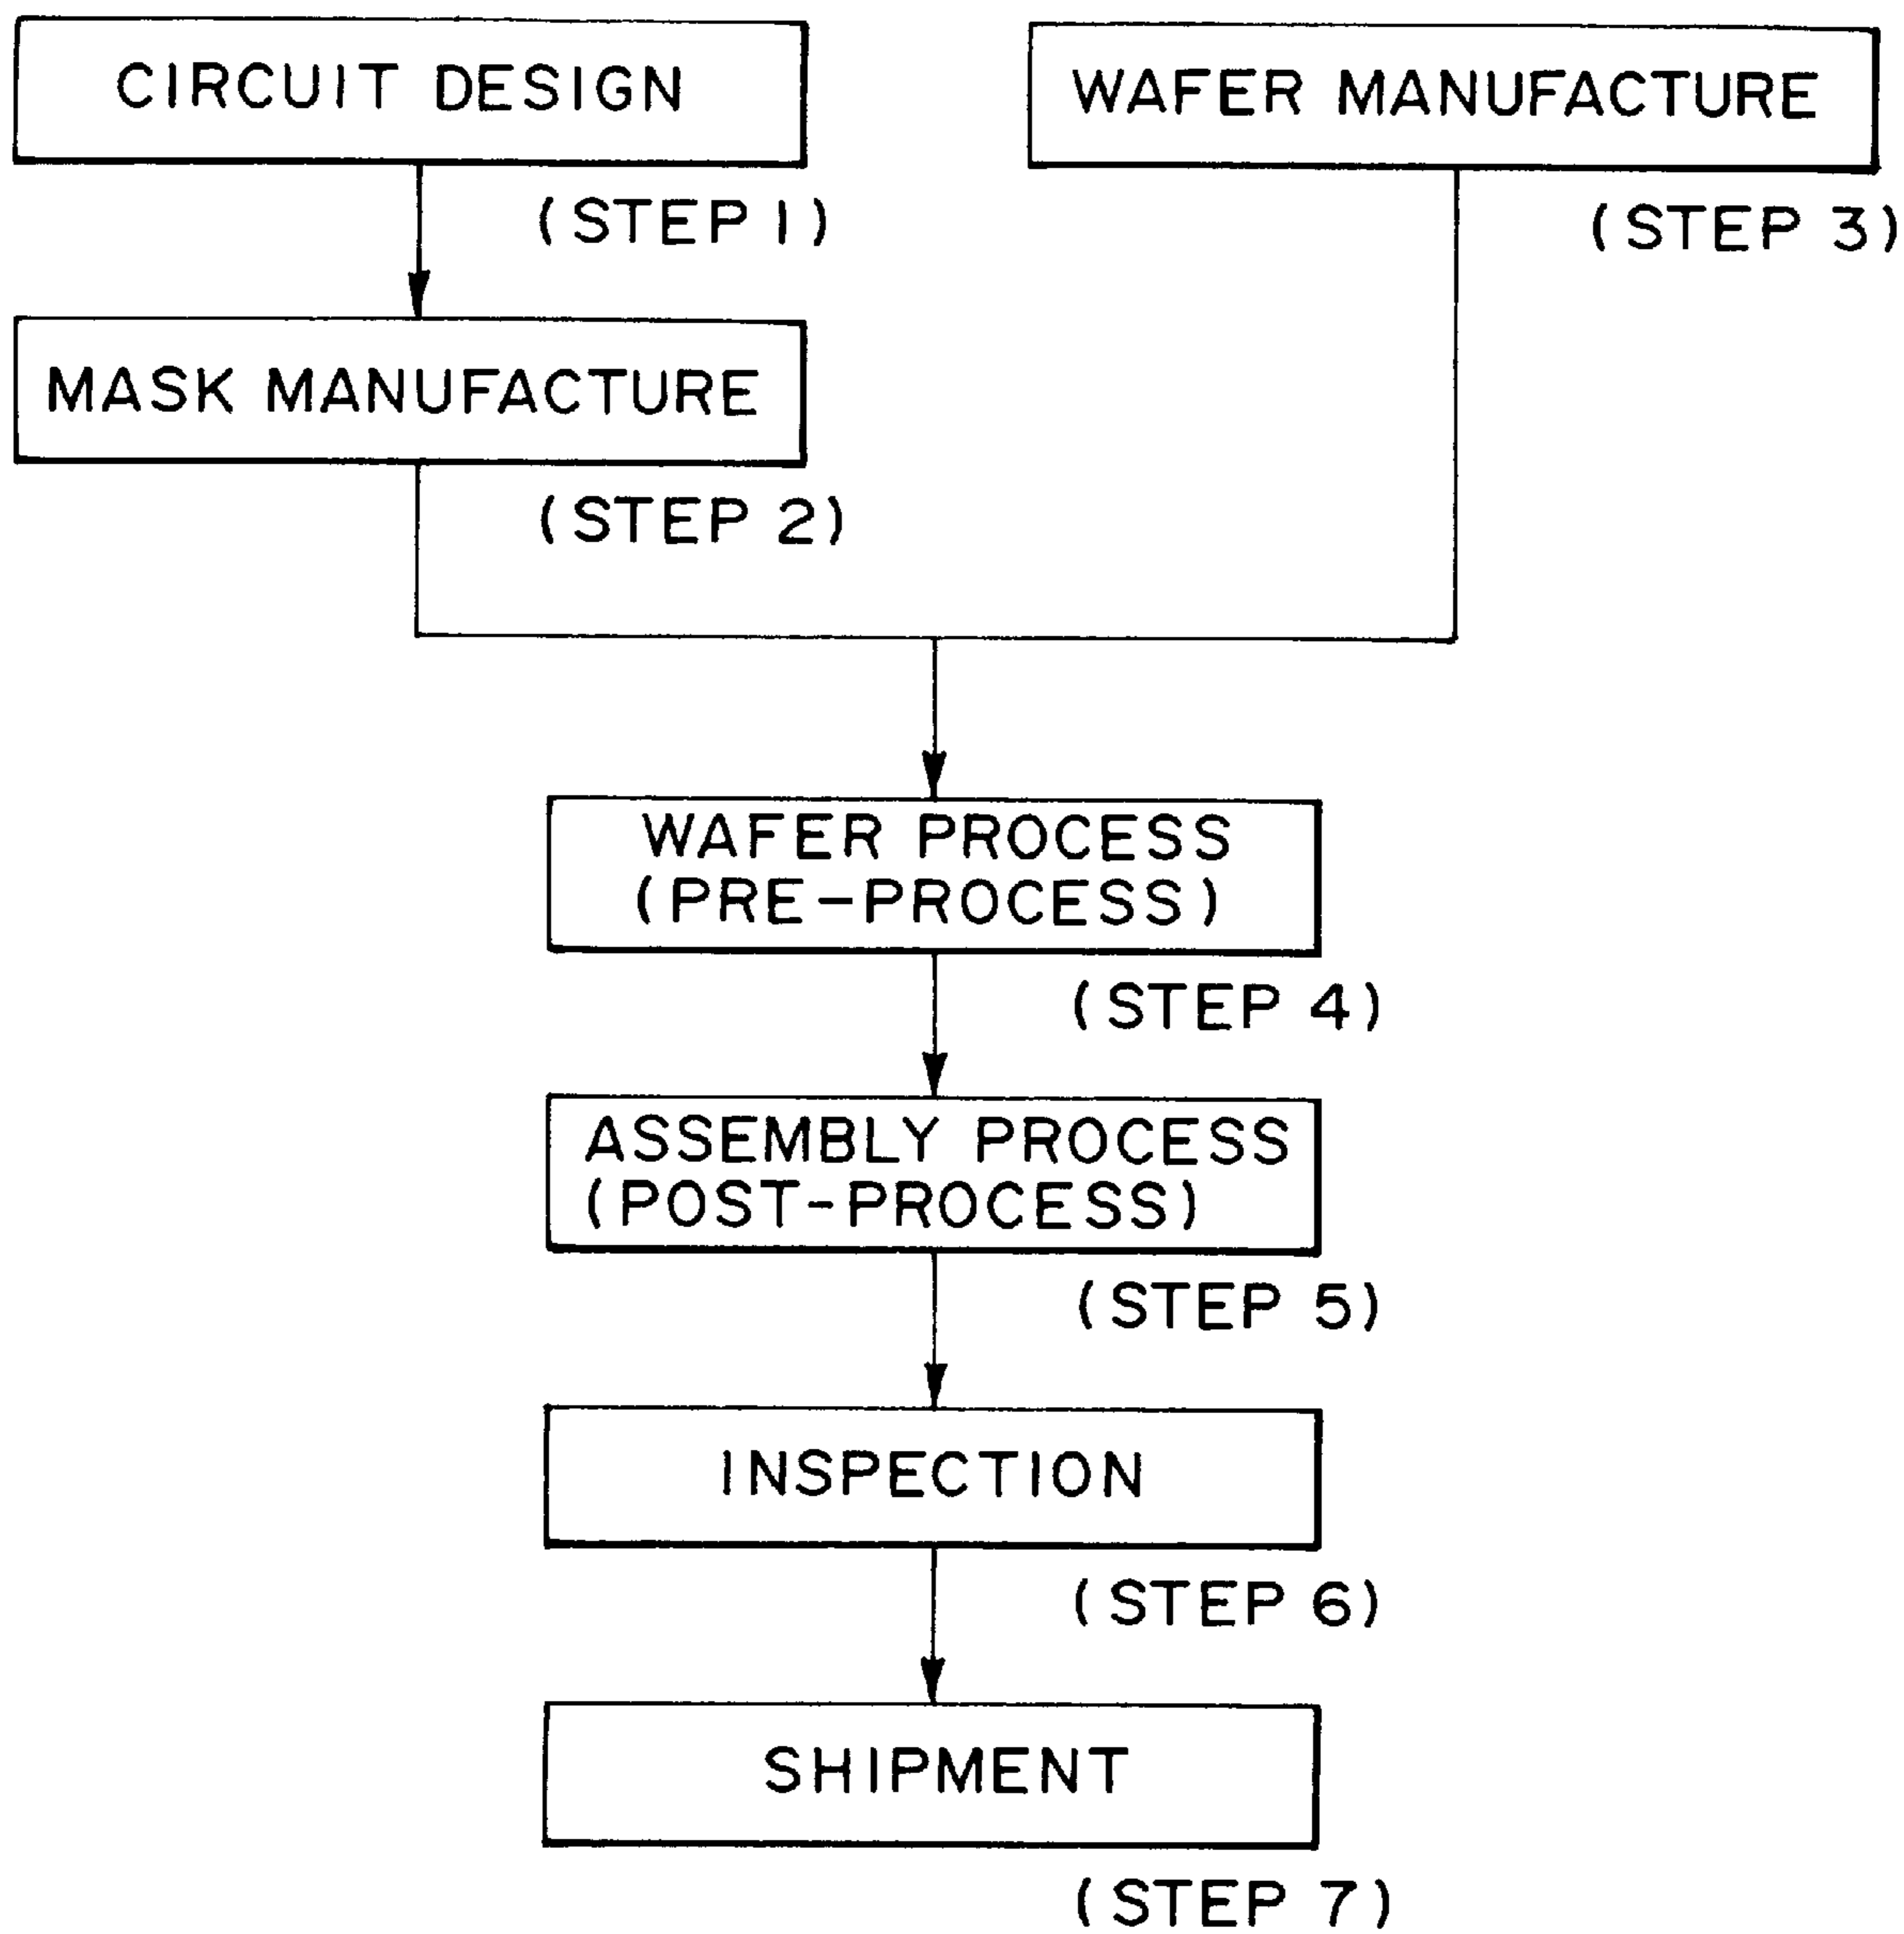 CIRCUIT DESIGN
(STEP 1)
WAFER MANUFACTURE
(STEP 3)
MASK MANUFACTURE
(STEP 2)
WAFER PROCESS
(PRE-PROCESS)
(STEP 4)
ASSEMBLY PROCESS
(POST-PROCESS)
(STEP 5)
INSPECTION
(STEP 6)
SHIPMENT
(STEP 7)